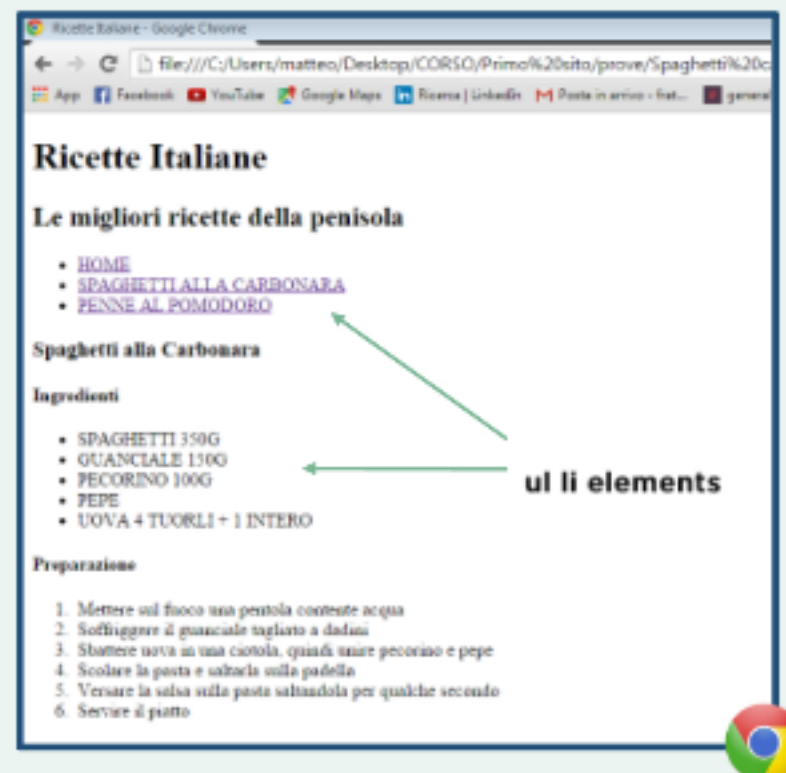 Ricette Italiane - Google Chrome
file:///C:/Users/matteo/Desktop/CORSO/Primo%20sito/prove/Spaghetti%20c
App Facebook YouTube Google Maps Ricerca | LinkedIn Posta in arrivo - frat... general
Ricette Italiane
Le migliori ricette della penisola
• HOME
• SPAGHETTI ALLA CARBONARA
• PENNE AL POMODORO
Spaghetti alla Carbonara
Ingredienti
• SPAGHETTI 350G
• GUANCIALE 150G
• PECORINO 100G
• PEPE
• UOVA 4 TUORLI + 1 INTERO
ul li elements
Preparazione
1. Mettere sul fuoco una pentola contente acqua
2. Soffriggere il guanciale tagliato a dadini
3. Sbattere uova in una ciotola, quindi unire pecorino e pepe
4. Scolare la pasta e saltarla sulla padella
5. Versare la salsa sulla pasta saltandola per qualche secondo
6. Servire il piatto